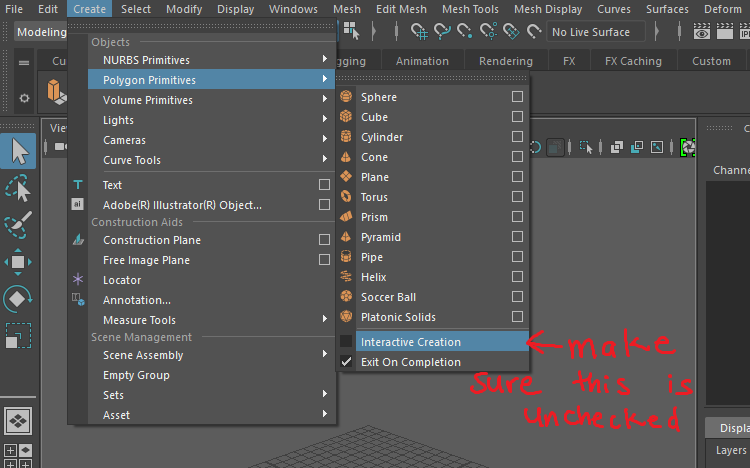 File Edit Create Select Modify Display Windows Mesh Edit Mesh Mesh Tools Mesh Display Curves Surfaces Deform
Modeling
No Live Surface
IPR
Cu
gging Animation Rendering FX FX Caching Custom
Objects
NURBS Primitives
Polygon Primitives
Volume Primitives
Lights
Cameras
Curve Tools
Text
Adobe(R) Illustrator(R) Object...
Construction Aids
Construction Plane
Free Image Plane
Locator
Annotation...
Measure Tools
Scene Management
Scene Assembly
Empty Group
Sets
Asset
Vie
Sphere
Cube
Cylinder
Cone
Plane
Torus
Prism
Pyramid
Pipe
Helix
Soccer Ball
Platonic Solids
Interactive Creation
Exit On Completion
make
Sure this is
unchecked
Displa
Layers